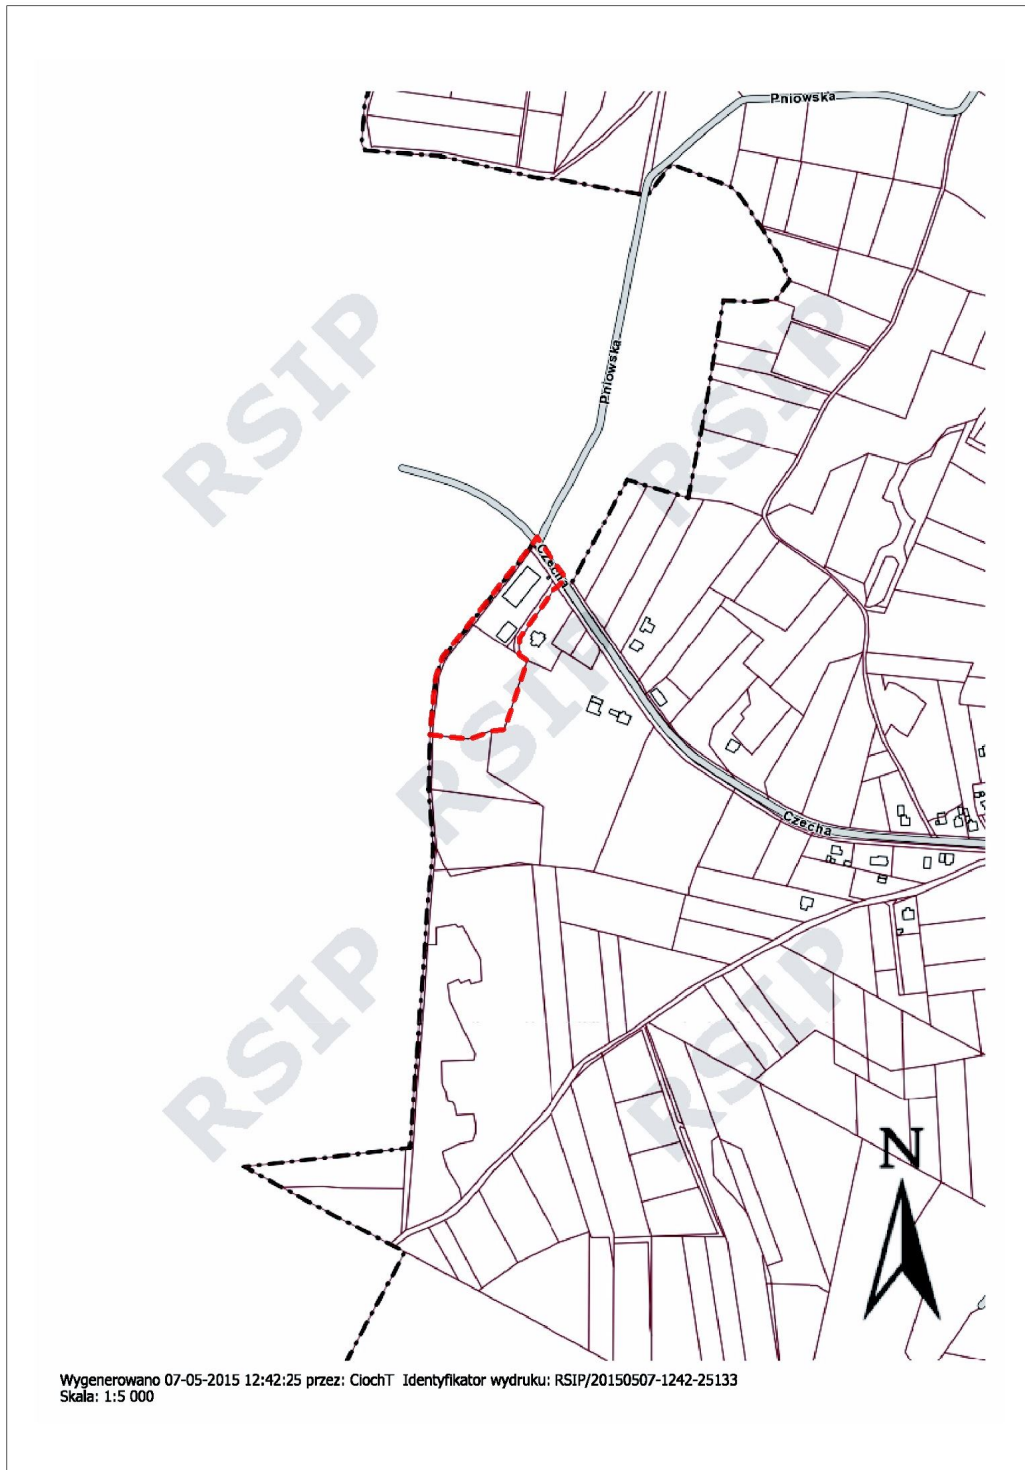 Pniowska
RSIP
RSIP
Pniowska
Czecha
RSIP
Czecha
RSIP
RSIP
N
Wygenerowano 07-05-2015 12:42:25 przez: CiochT Identyfikator wydruku: RSIP/20150507-1242-25133
Skala: 1:5 000